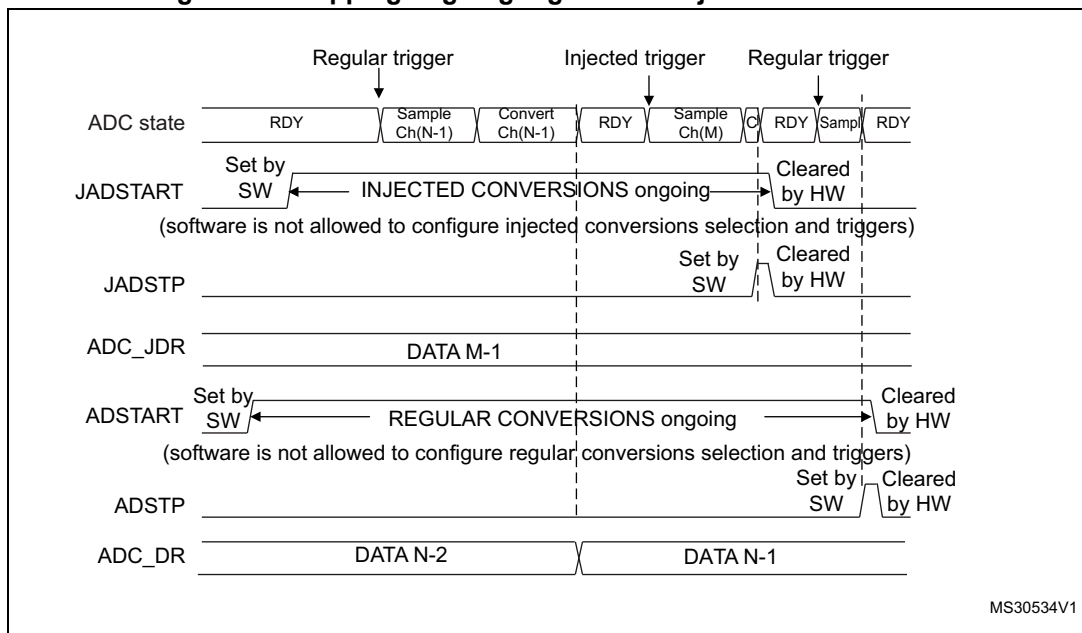 Regular trigger Injected trigger Regular trigger
ADC state RDY Sample Ch(N-1) Convert Ch(N-1) RDY Sample Ch(M) C RDY Sampl RDY
JADSTART Set by SW INJECTED CONVERSIONS ongoing Cleared by HW
(software is not allowed to configure injected conversions selection and triggers)
JADSTP Set by SW Cleared by HW
ADC_JDR DATA M-1
ADSTART Set by SW REGULAR CONVERSIONS ongoing Cleared by HW
(software is not allowed to configure regular conversions selection and triggers)
ADSTP Set by SW Cleared by HW
ADC_DR DATA N-2 DATA N-1
MS30534V1